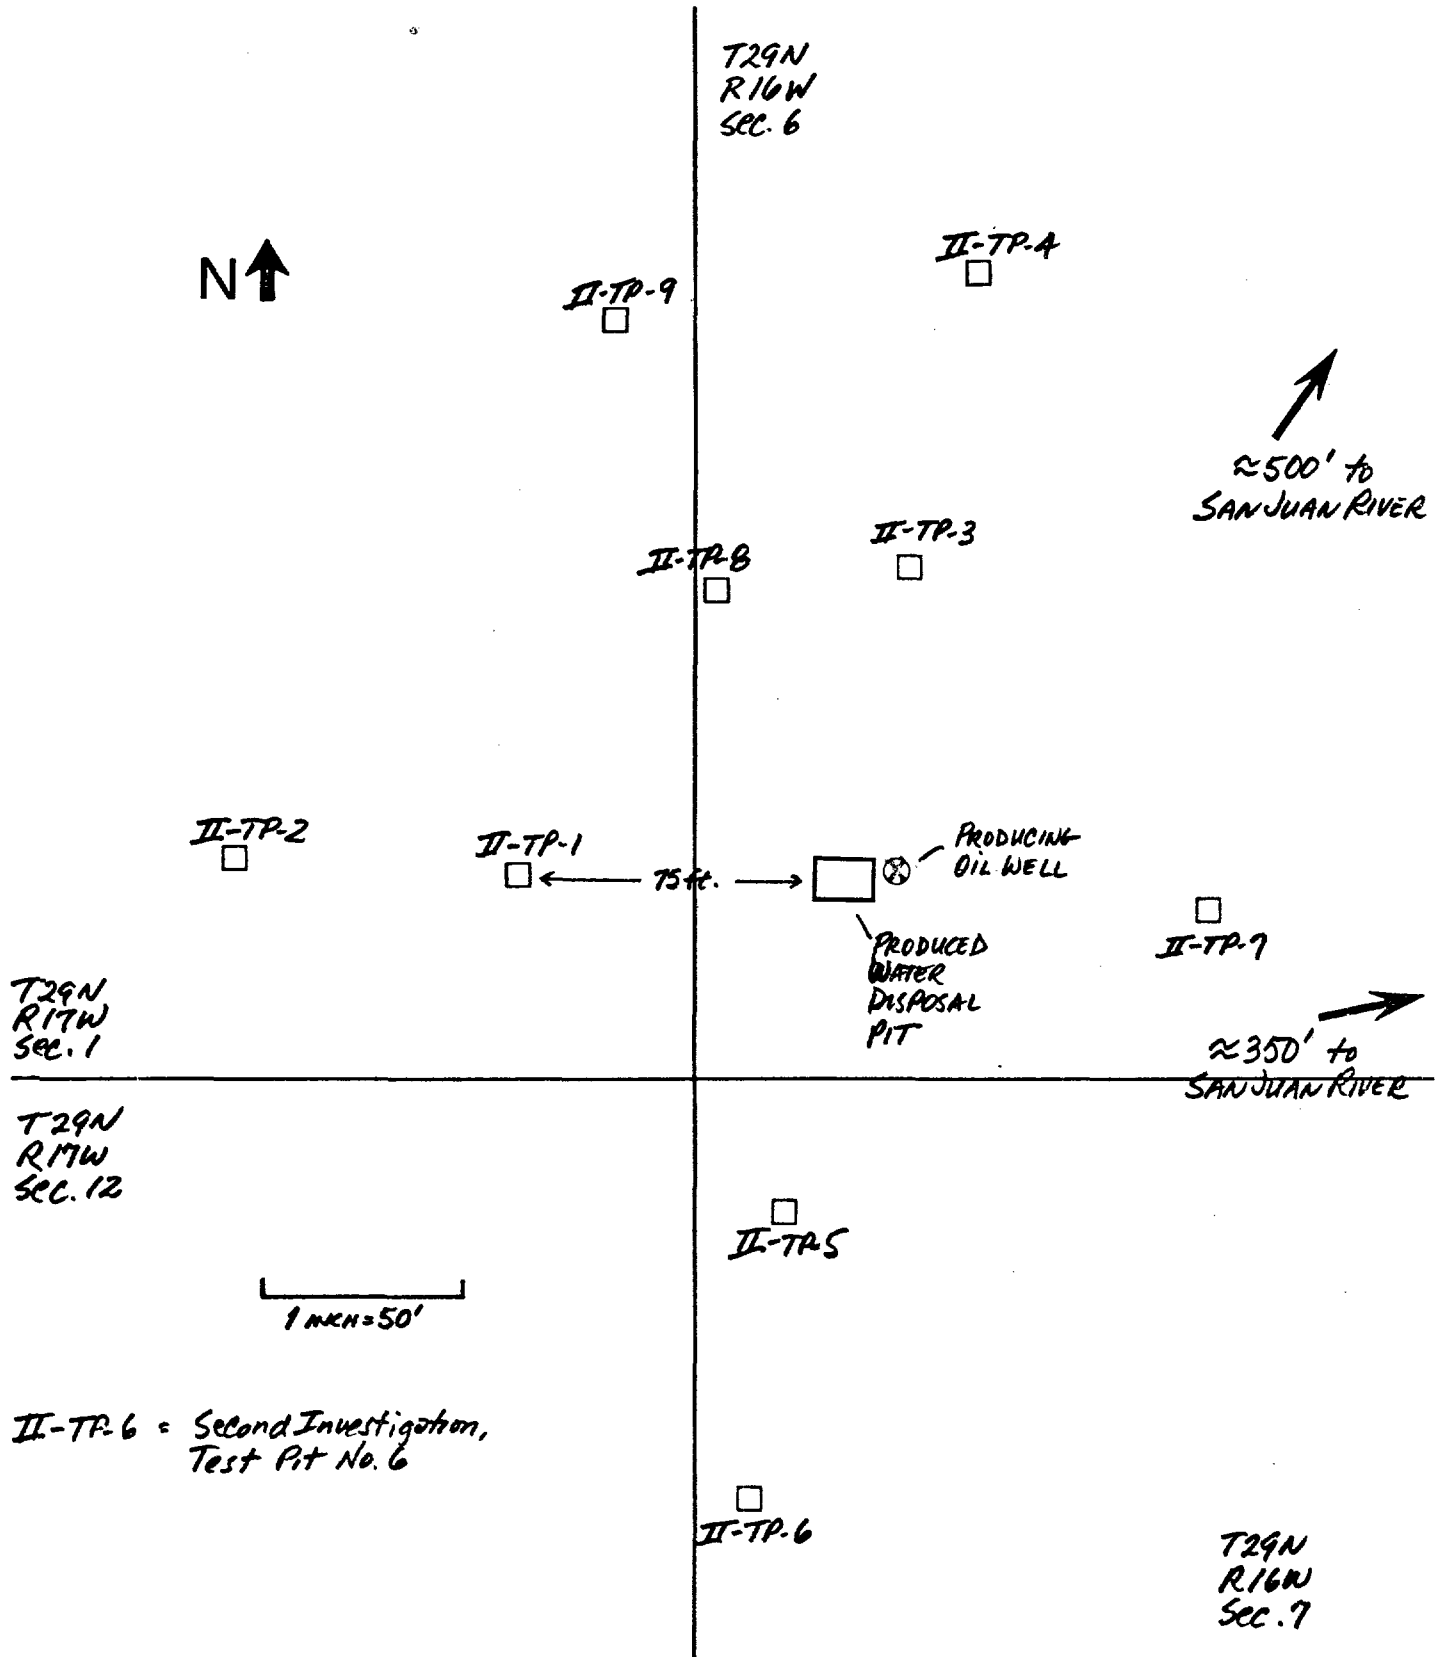 T29N
R16W
Sec. 6
N
II-TP-4
II-TP-9
≈500' to
SAN JUAN RIVER
II-TP-3
II-TP-8
II-TP-2
II-TP-1
75 ft.
PRODUCING
OIL WELL
II-TP-7
PRODUCED
WATER
DISPOSAL
PIT
T29N
R17W
Sec. 1
≈350' to
SAN JUAN RIVER
T29N
R17W
Sec. 12
II-TP-5
1 INCH = 50'
II-TP-6 = Second Investigation,
Test Pit No. 6
II-TP-6
T29N
R16W
Sec. 7